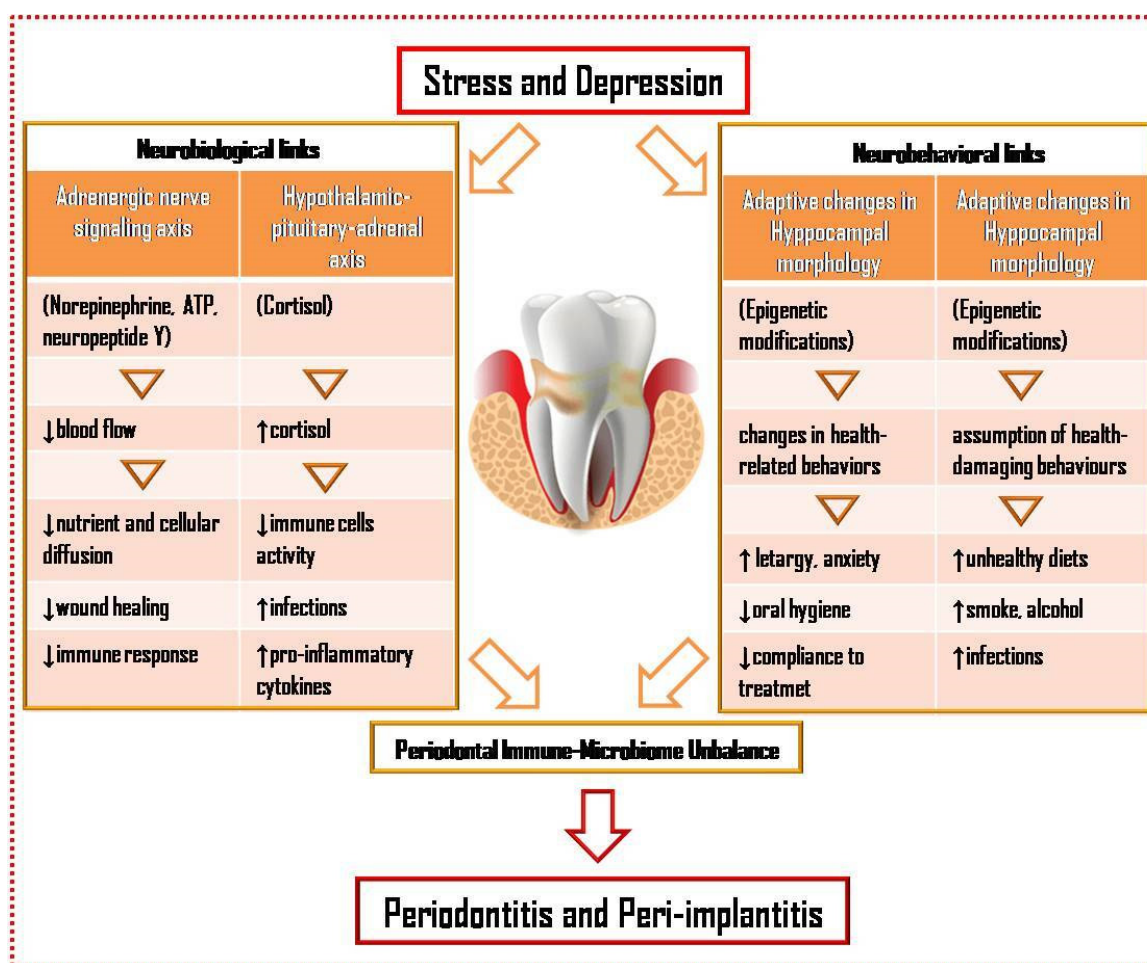 Stress and Depression
Neurobiological links
Adrenergic nerve
signaling axis
Hypothalamic-
pituitary-adrenal
axis
(Norepinephrine, ATP,
neuropeptide Y)
(Cortisol)
↓blood flow
↑cortisol
↓nutrient and cellular
diffusion
↓immune cells
activity
↓wound healing
↑infections
↓immune response
↑pro-inflammatory
cytokines
Neurobehavioral links
Adaptive changes in
Hyppocampal
morphology
Adaptive changes in
Hyppocampal
morphology
(Epigenetic
modifications)
(Epigenetic
modifications)
changes in health-
related behaviors
assumption of health-
damaging behaviours
↑ letargy, anxiety
↑unhealthy diets
↓oral hygiene
↑smoke, alcohol
↓compliance to
treatmet
↑infections
Periodontal Immune-Microbiome Unbalance
Periodontitis and Peri-implantitis